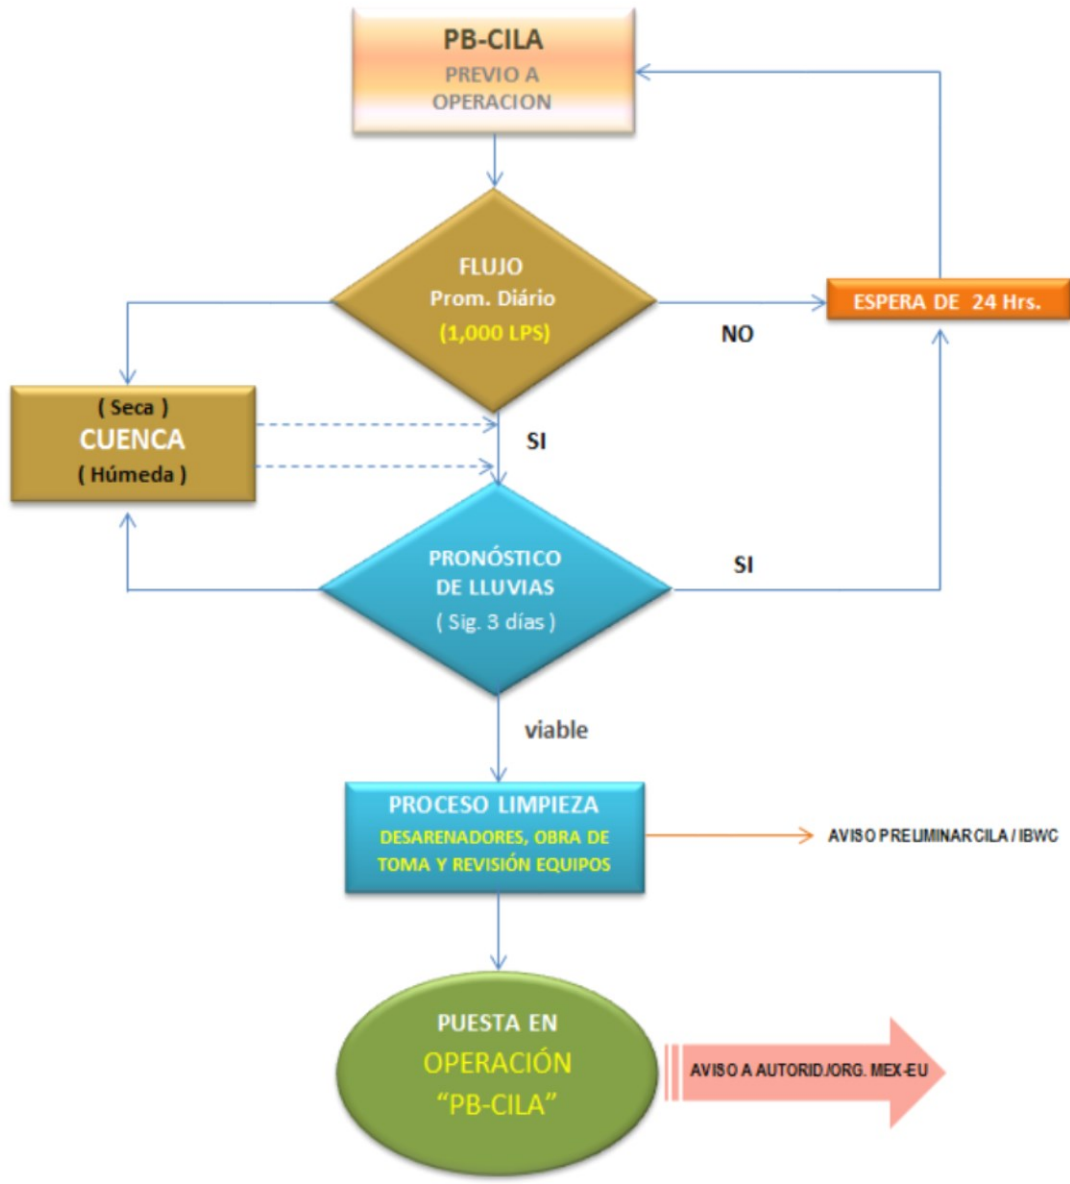 PB-CILA
PREVIO A
OPERACION
FLUJO
Prom. Diário
(1,000 LPS)
NO
ESPERA DE 24 Hrs.
( Seca )
CUENCA
( Húmeda )
SI
PRONÓSTICO
DE LLUVIAS
( Sig. 3 días )
SI
viable
PROCESO LIMPIEZA
DESARENADORES, OBRA DE
TOMA Y REVISIÓN EQUIPOS
AVISO PRELIMINAR CILA / IBWC
PUESTA EN
OPERACIÓN
“PB-CILA”
AVISO A AUTORID./ORG. MEX-EU